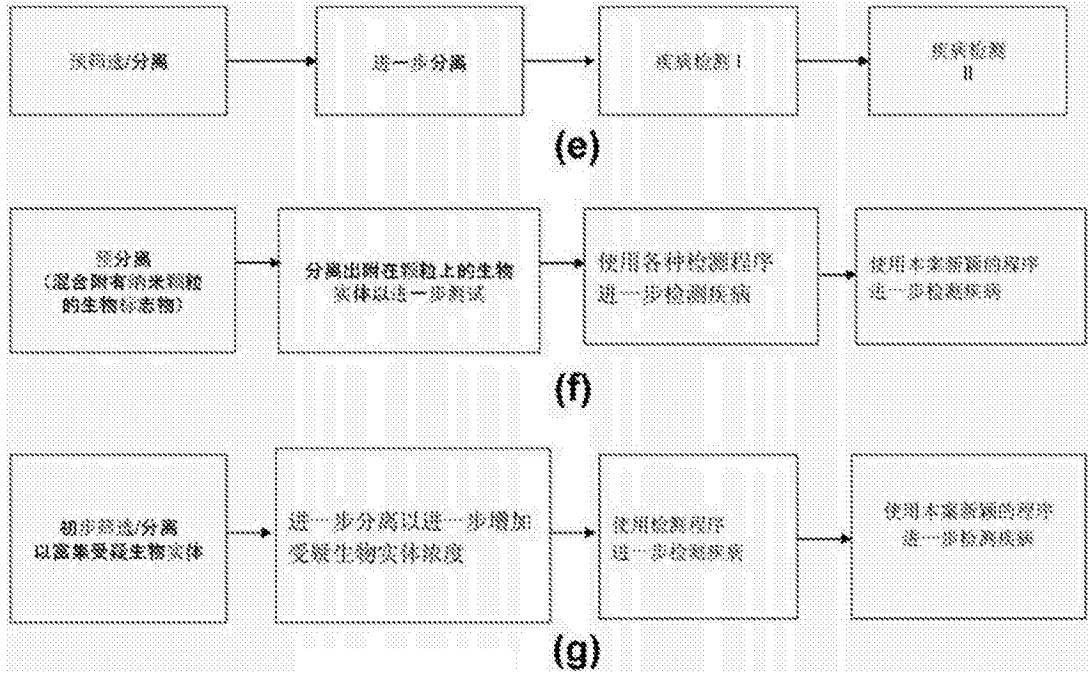 预筛选/分离
进一步分离
疾病检测 I
疾病检测
II
(e)
预分离
(混合附有纳米颗粒
的生物标志物)
分离出附在颗粒上的生物
实体以进一步测试
使用各种检测程序
进一步检测疾病
使用本案新颖的程序
进一步检测疾病
(f)
初步筛选/分离
以富集受疑生物实体
进一步分离以进一步增加
受疑生物实体浓度
使用检测程序
进一步检测疾病
使用本案新颖的程序
进一步检测疾病
(g)